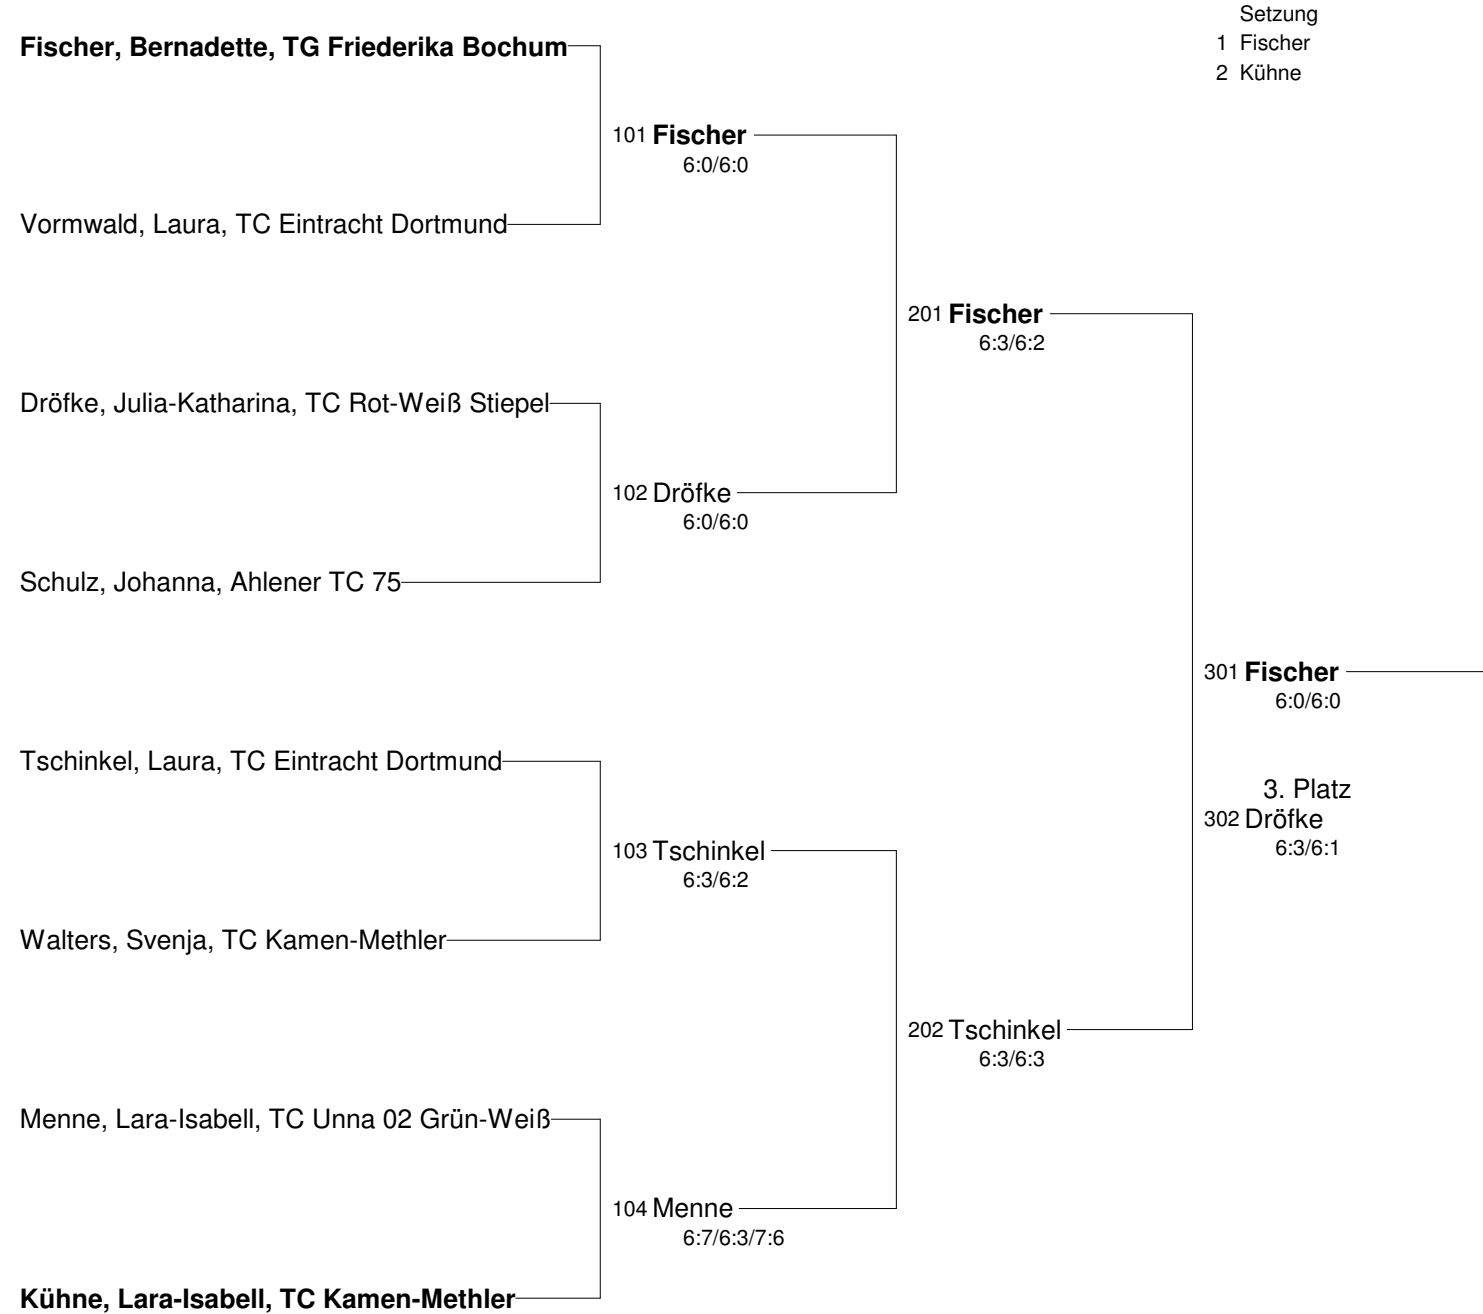 Setzung
1 Fischer
2 Kühne
Fischer, Bernadette, TG Friederika Bochum
101 Fischer
6:0/6:0
Vormwald, Laura, TC Eintracht Dortmund
201 Fischer
6:3/6:2
Dröfke, Julia-Katharina, TC Rot-Weiß Stiepel
102 Dröfke
6:0/6:0
Schulz, Johanna, Ahlener TC 75
301 Fischer
6:0/6:0
Tschinkel, Laura, TC Eintracht Dortmund
3. Platz
302 Dröfke
6:3/6:1
103 Tschinkel
6:3/6:2
Walters, Svenja, TC Kamen-Methler
202 Tschinkel
6:3/6:3
Menne, Lara-Isabell, TC Unna 02 Grün-Weiß
104 Menne
6:7/6:3/7:6
Kühne, Lara-Isabell, TC Kamen-Methler